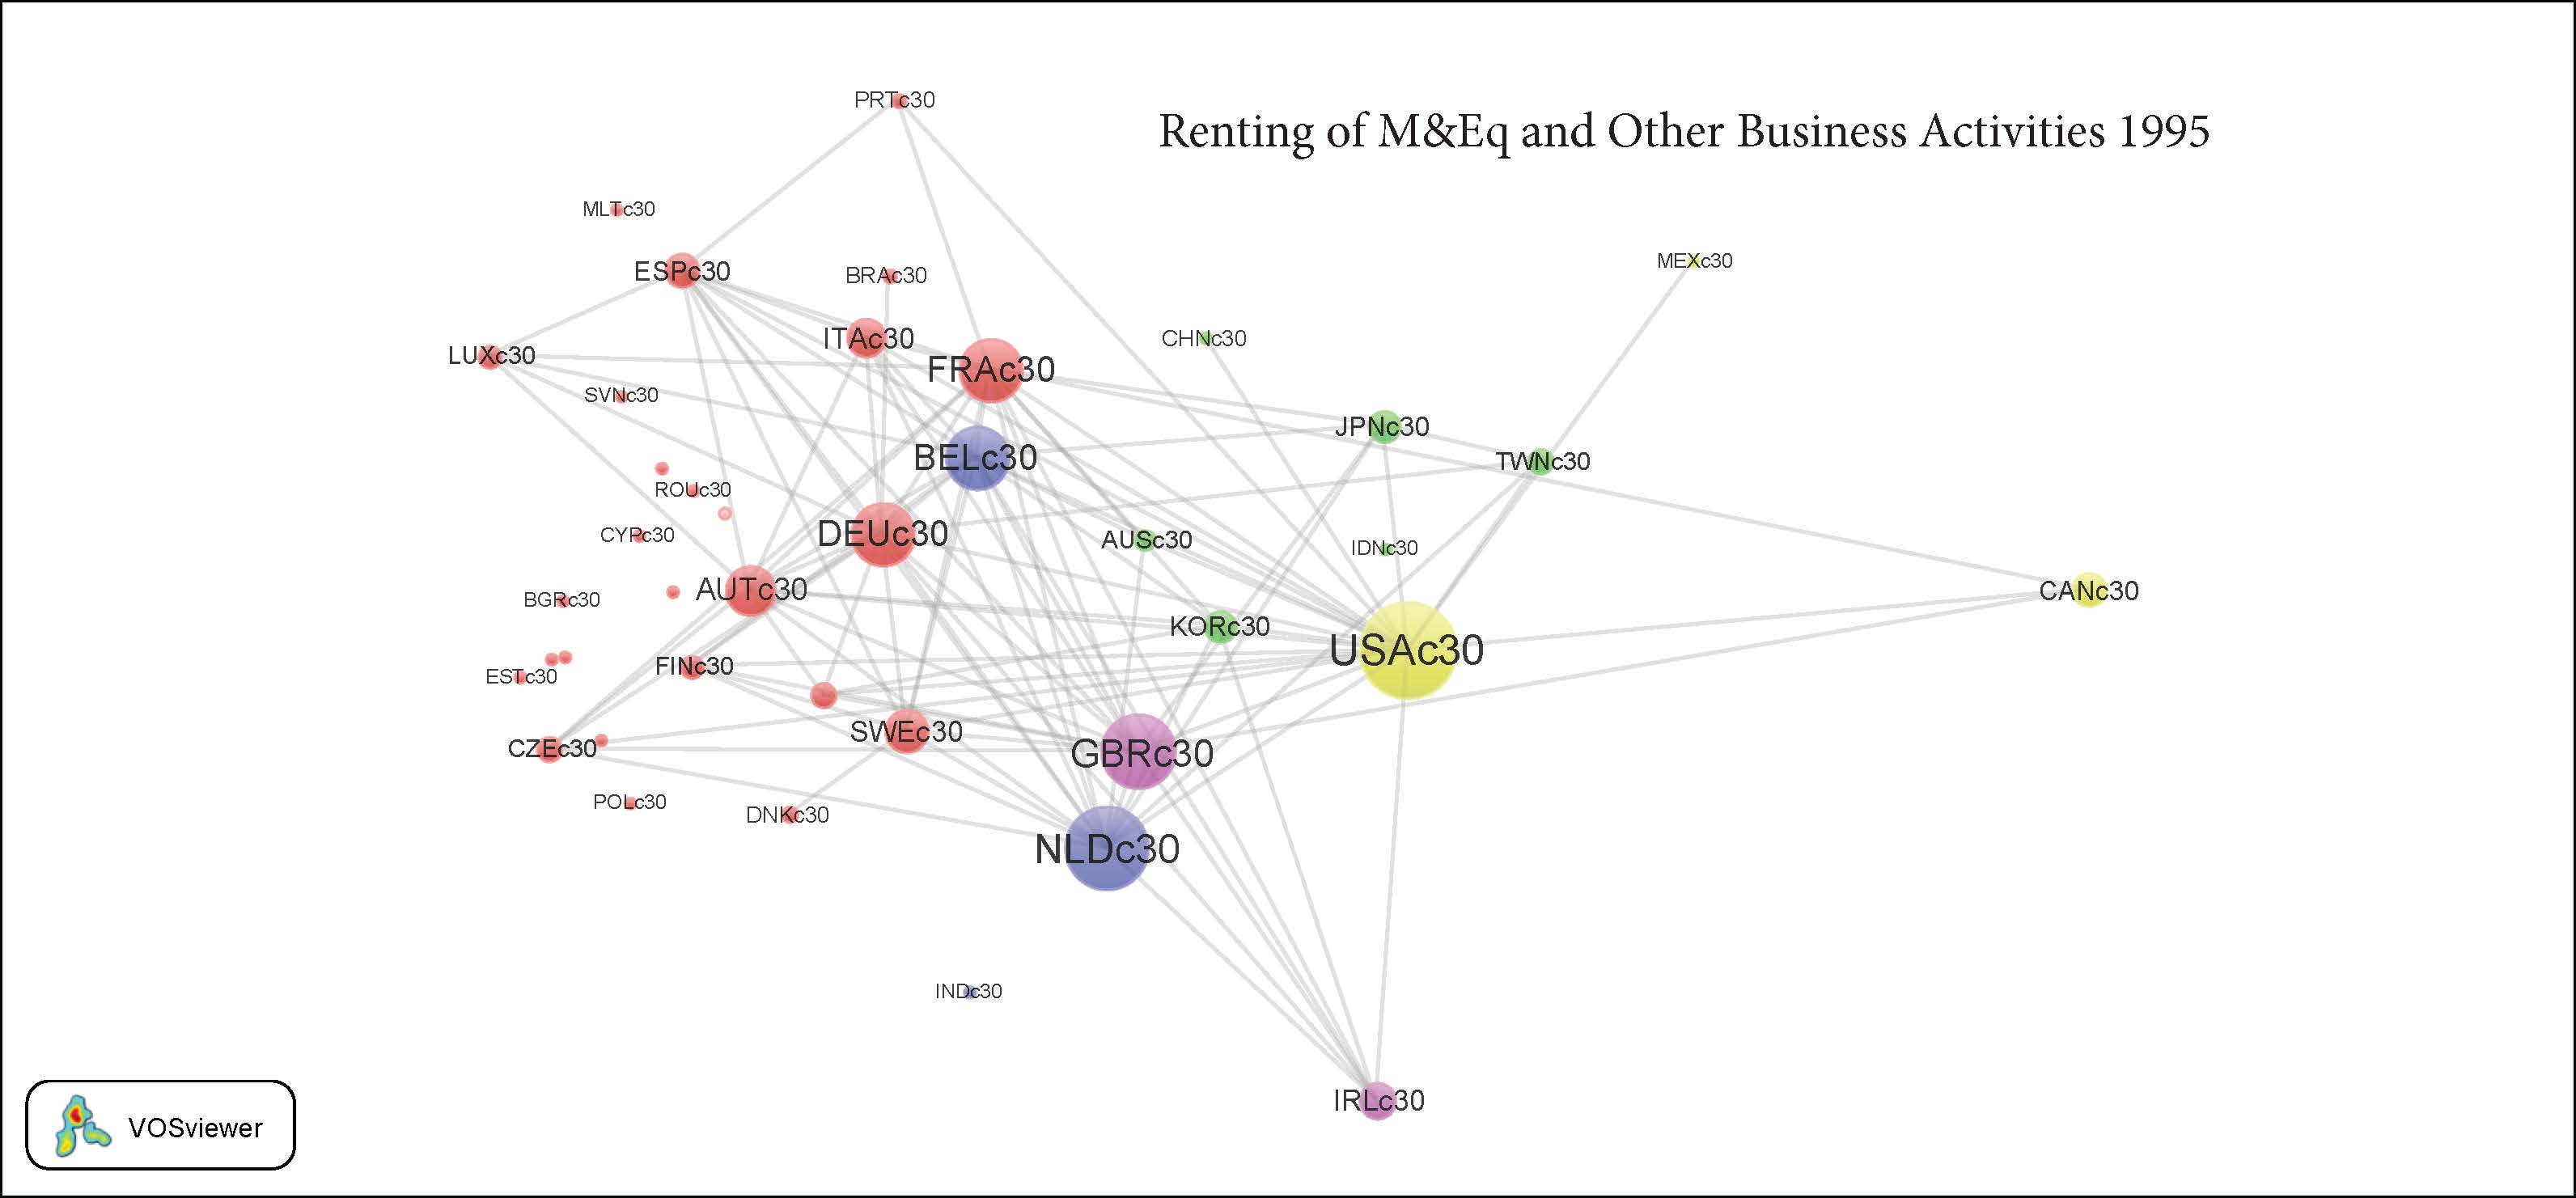 PRTc30
Renting of M&Eq and Other Business Activities 1995
MLTc30
MEXc30
ESPc30
BRAc30
CHNc30
ITAc30
LUXc30
FRAc30
SVNc30
JPNc30
BELc30
TWNc30
ROUc30
CYPc30
DEUc30
AUSc30
IDNc30
BGRc30
AUTc30
CANc30
KORc30
USAc30
ESTc30
FINc30
SWEc30
CZEc30
GBRc30
POLc30
DNKc30
NLDc30
INDc30
IRLc30
VOSviewer